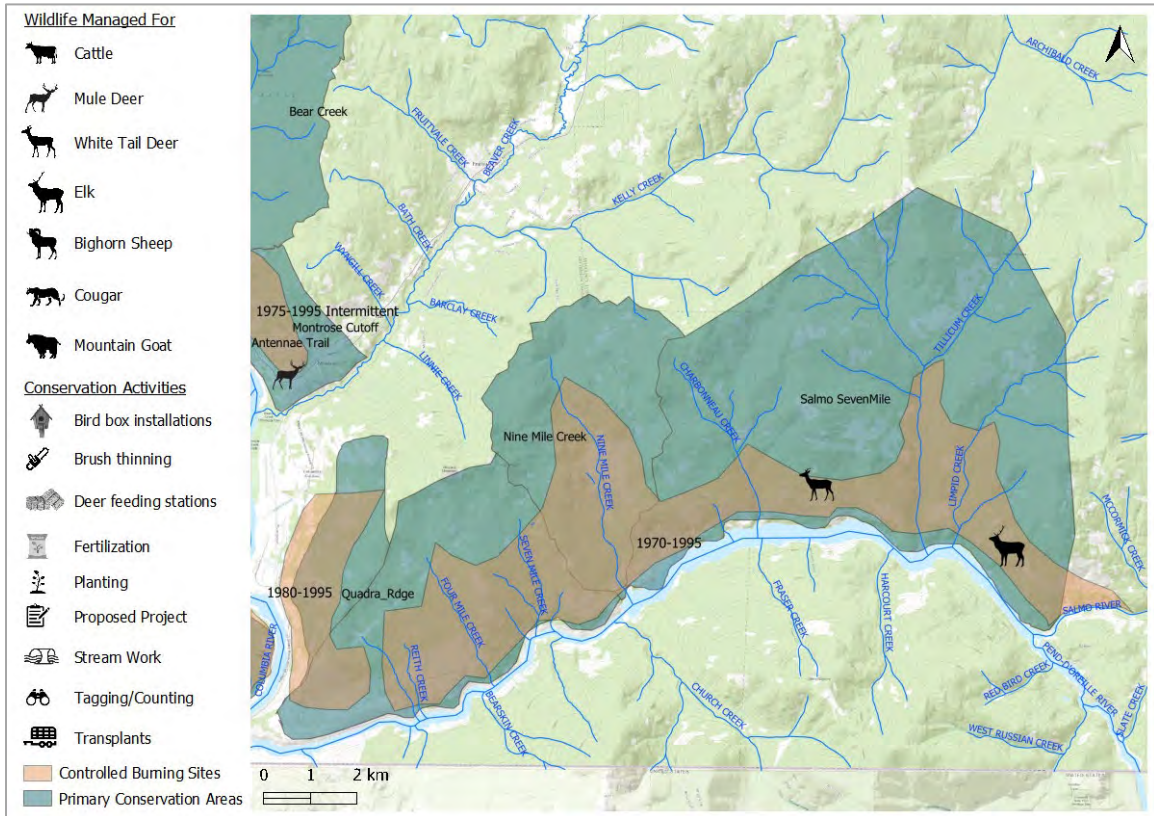 Wildlife Managed For
Cattle
Mule Deer
White Tail Deer
Elk
Bighorn Sheep
Cougar
Mountain Goat
Conservation Activities
Bird box installations
Brush thinning
Deer feeding stations
Fertilization
Planting
Proposed Project
Stream Work
Tagging/Counting
Transplants
Controlled Burning Sites
Primary Conservation Areas
ARCHIBALD CREEK
Bear Creek
FRUITVALE CREEK
BEAVER CREEK
KELLY CREEK
BATH CREEK
WYNGILL CREEK
BARCLAY CREEK
1975-1995 Intermittent
Montrose Cutoff
Antennae Trail
LINNIE CREEK
TILLICUM CREEK
CHARBONNEAU CREEK
Salmo SevenMile
Nine Mile Creek
NINE MILE CREEK
LIMPID CREEK
MCCORMICK CREEK
SEVEN MILE CREEK
1970-1995
1980-1995
Quadra_Rdge
FOUR MILE CREEK
FRASER CREEK
HARCOURT CREEK
SALMO RIVER
COLUMBIA RIVER
REITH CREEK
BEARSKIN CREEK
CHURCH CREEK
RED BIRD CREEK
PEND-D'OREILLE RIVER
SLATE CREEK
WEST RUSSIAN CREEK
0 1 2 km